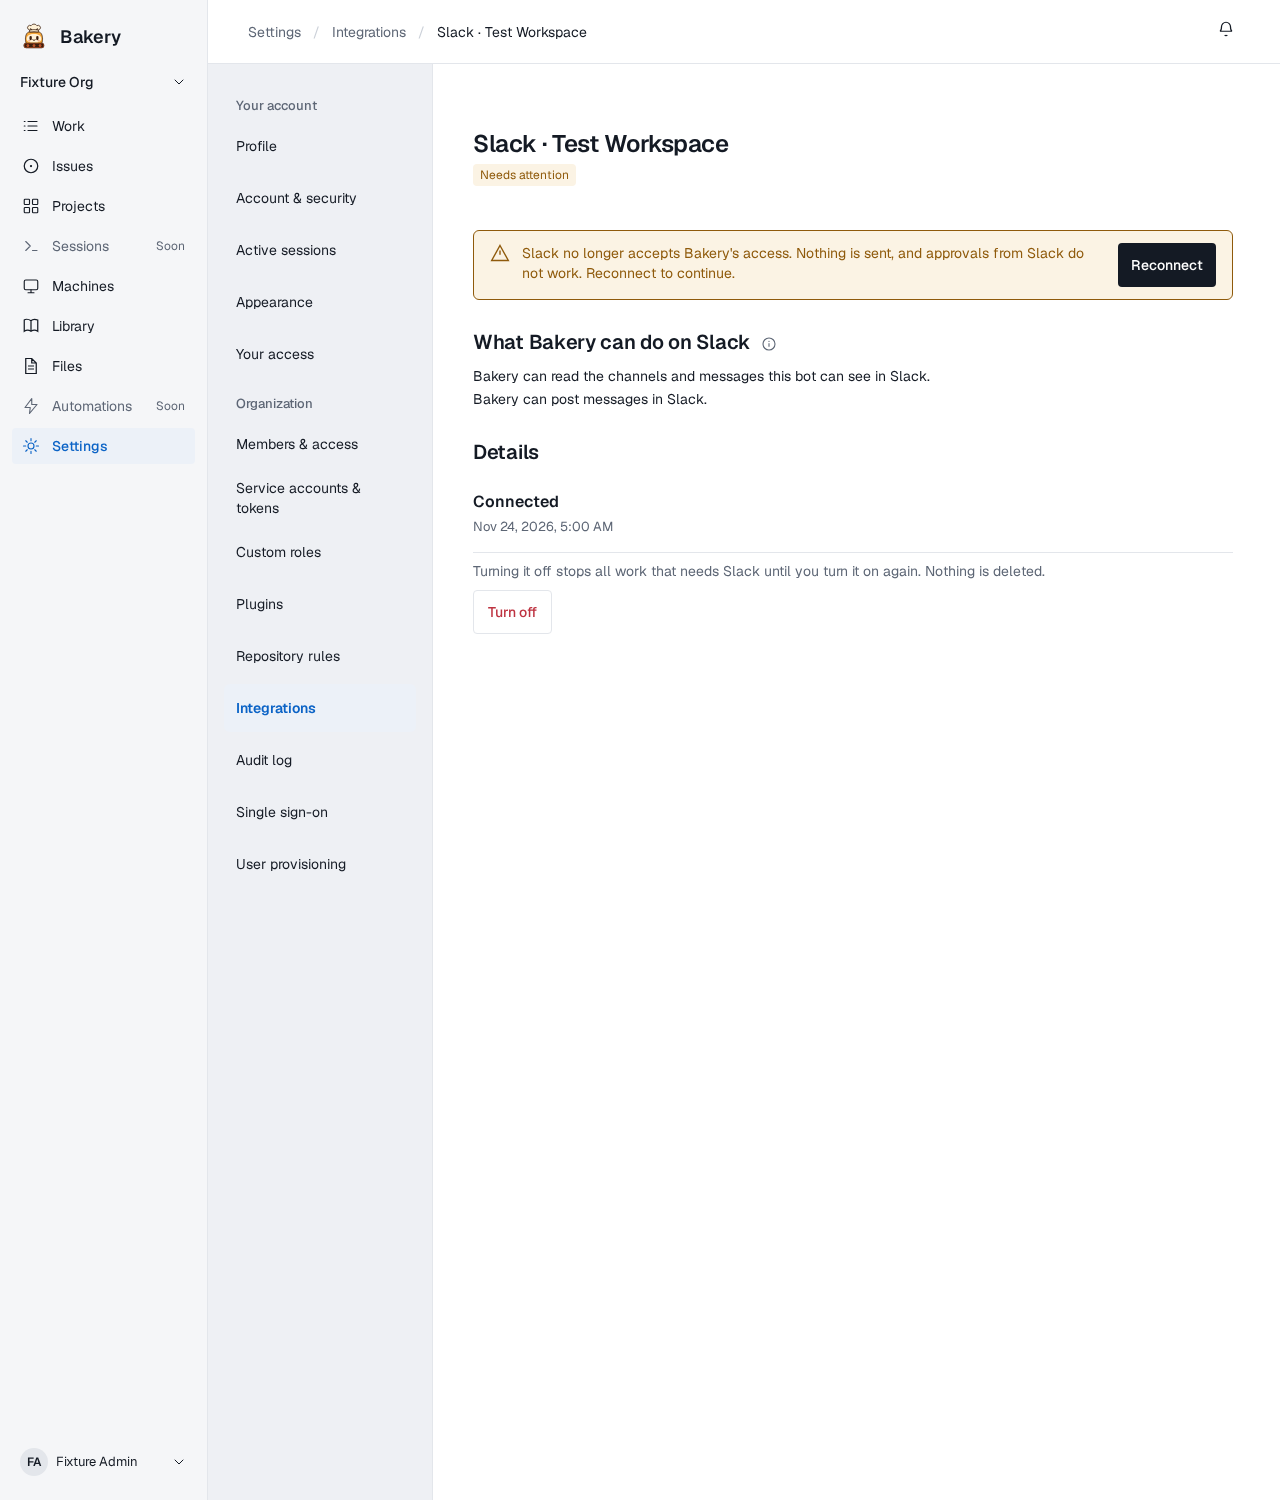 Bakery
Fixture Org
Work
Issues
Projects
Sessions Soon
Machines
Library
Files
Automations Soon
Settings
FA Fixture Admin
Settings / Integrations / Slack · Test Workspace
Your account
Profile
Account & security
Active sessions
Appearance
Your access
Organization
Members & access
Service accounts &
tokens
Custom roles
Plugins
Repository rules
Integrations
Audit log
Single sign-on
User provisioning
Slack · Test Workspace
Needs attention
Slack no longer accepts Bakery's access. Nothing is sent, and approvals from Slack do
not work. Reconnect to continue.
Reconnect
What Bakery can do on Slack
Bakery can read the channels and messages this bot can see in Slack.
Bakery can post messages in Slack.
Details
Connected
Nov 24, 2026, 5:00 AM
Turning it off stops all work that needs Slack until you turn it on again. Nothing is deleted.
Turn off